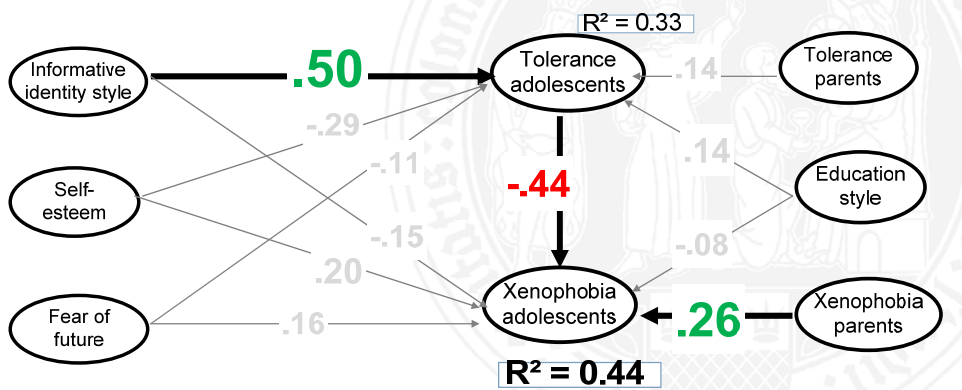 R² = 0.33
Informative
identity style
.50
Tolerance
adolescents
.14
Tolerance
parents
-.29
-.11
.14
Self-
esteem
-.44
Education
style
-.15
-.08
.20
Fear of
future
.16
Xenophobia
adolescents
.26
Xenophobia
parents
R² = 0.44